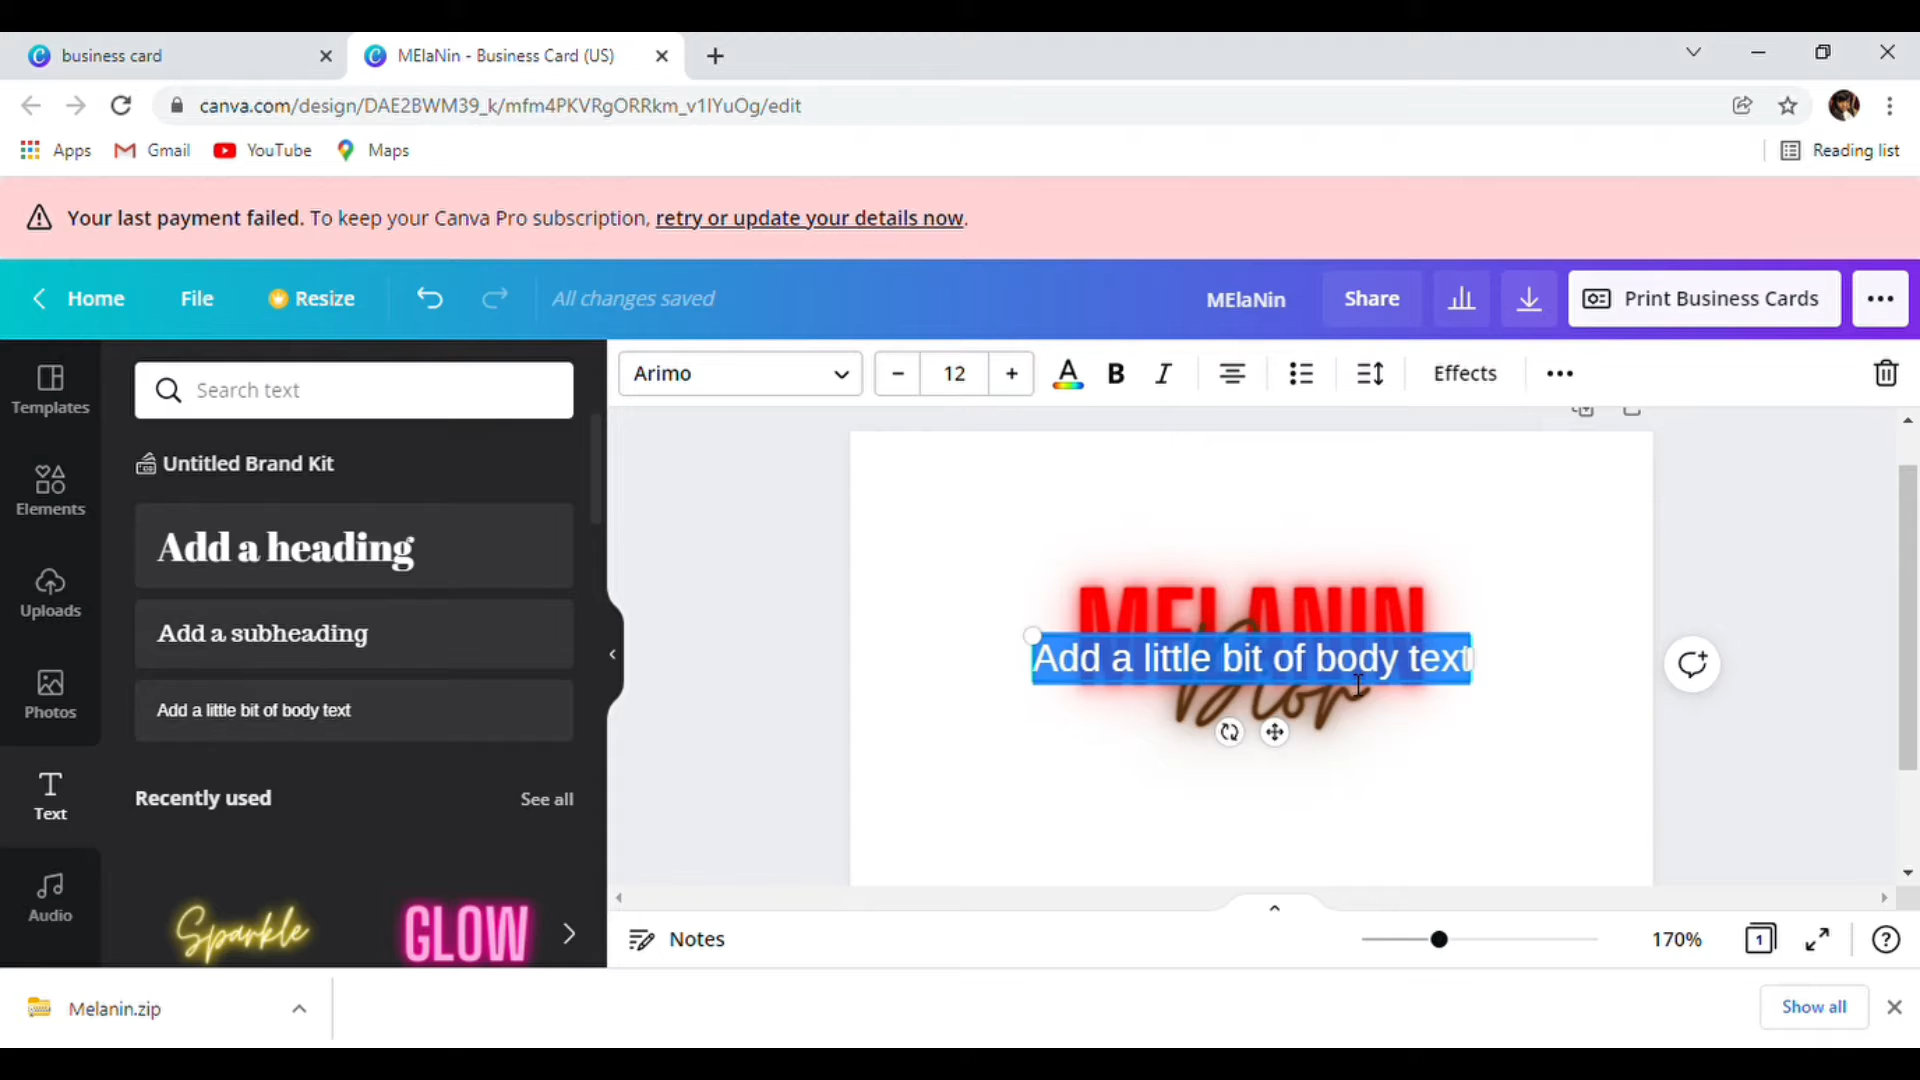 business card
MElaNin - Business Card (US)
canva.com/design/DAE2BWM39_k/mfm4PKVRgORRkm_v1IYuOg/edit
Apps
Gmail
YouTube
Maps
Reading list
Your last payment failed. To keep your Canva Pro subscription, retry or update your details now.
Home
File
Resize
All changes saved
MElaNin
Share
Print Business Cards
Templates
Elements
Uploads
Photos
Text
Audio
Search text
Untitled Brand Kit
Add a heading
Add a subheading
Add a little bit of body text
Recently used
See all
Sparkle
GLOW
Arimo
12
B
I
Effects
MELANIN
Add a little bit of body text
Notes
170%
1
Melanin.zip
Show all